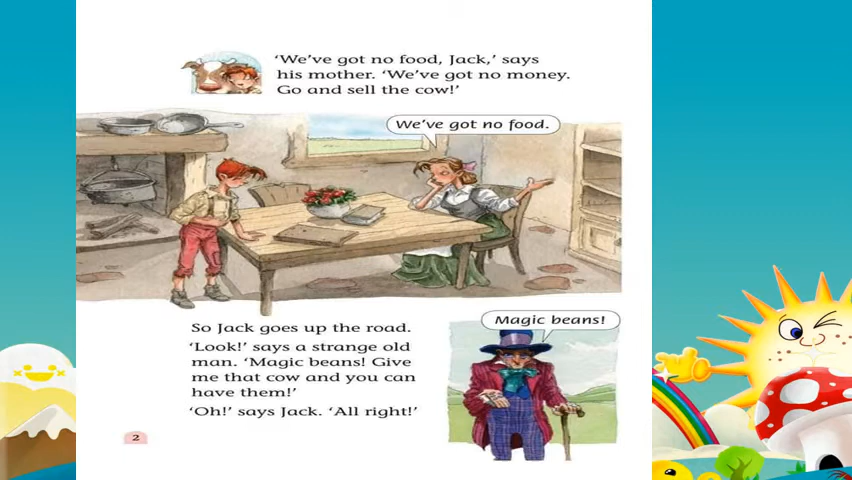 'We've got no food, Jack,' says
his mother. 'We've got no money.
Go and sell the cow!'
We've got no food.
So Jack goes up the road.
'Look!' says a strange old
man. 'Magic beans! Give
me that cow and you can
have them!'
'Oh!' says Jack. 'All right!'
Magic beans!
2